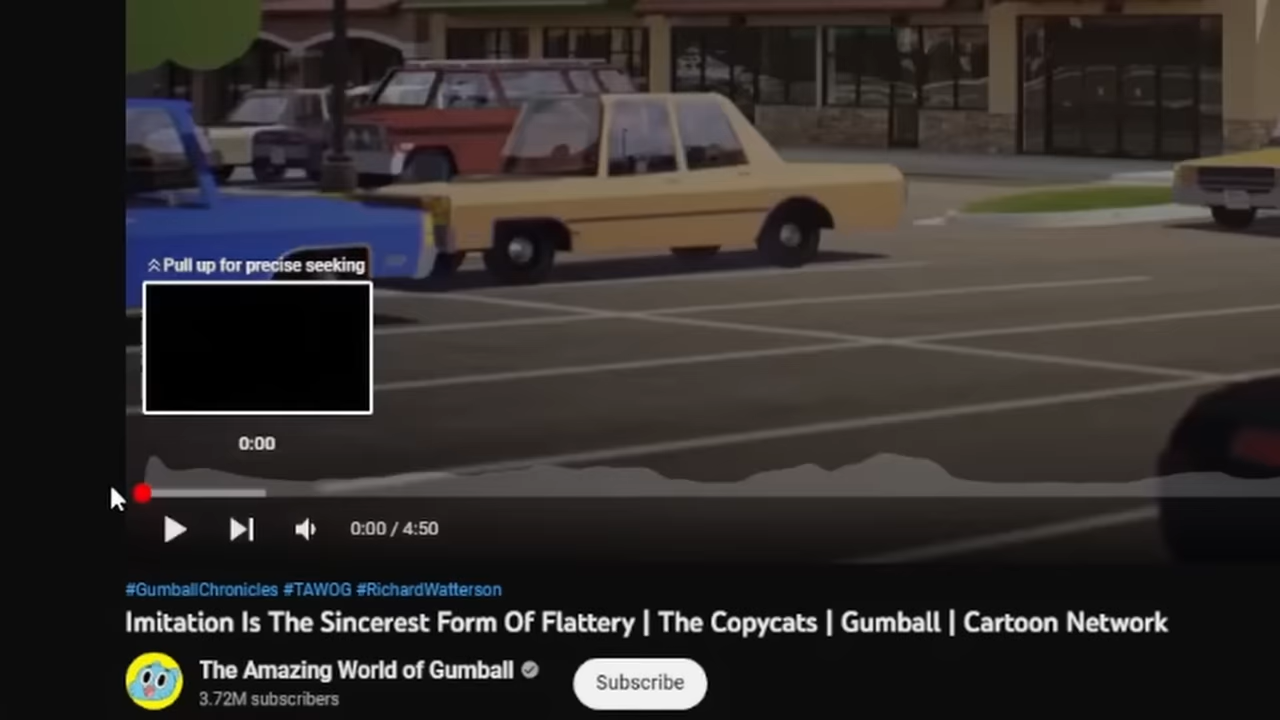 Pull up for precise seeking
0:00
0:00 / 4:50
#GumballChronicles #TAWOG #RichardWatterson
Imitation Is The Sincerest Form Of Flattery | The Copycats | Gumball | Cartoon Network
The Amazing World of Gumball
Subscribe
3.72M subscribers